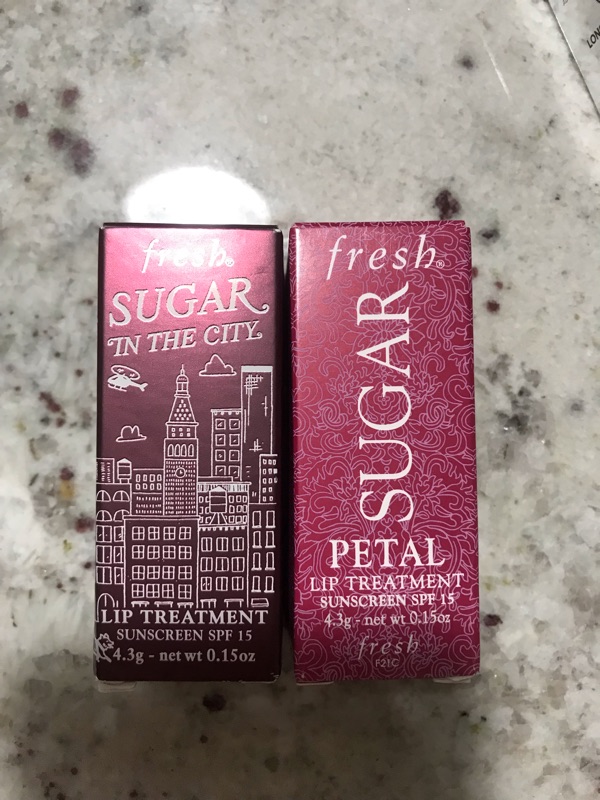 fresh®
SUGAR
IN THE CITY
LIP TREATMENT
SUNSCREEN SPF 15
4.3g - net wt 0.15oz
fresh®
SUGAR
PETAL
LIP TREATMENT
SUNSCREEN SPF 15
4.3g - net wt 0.15oz
fresh
F21C